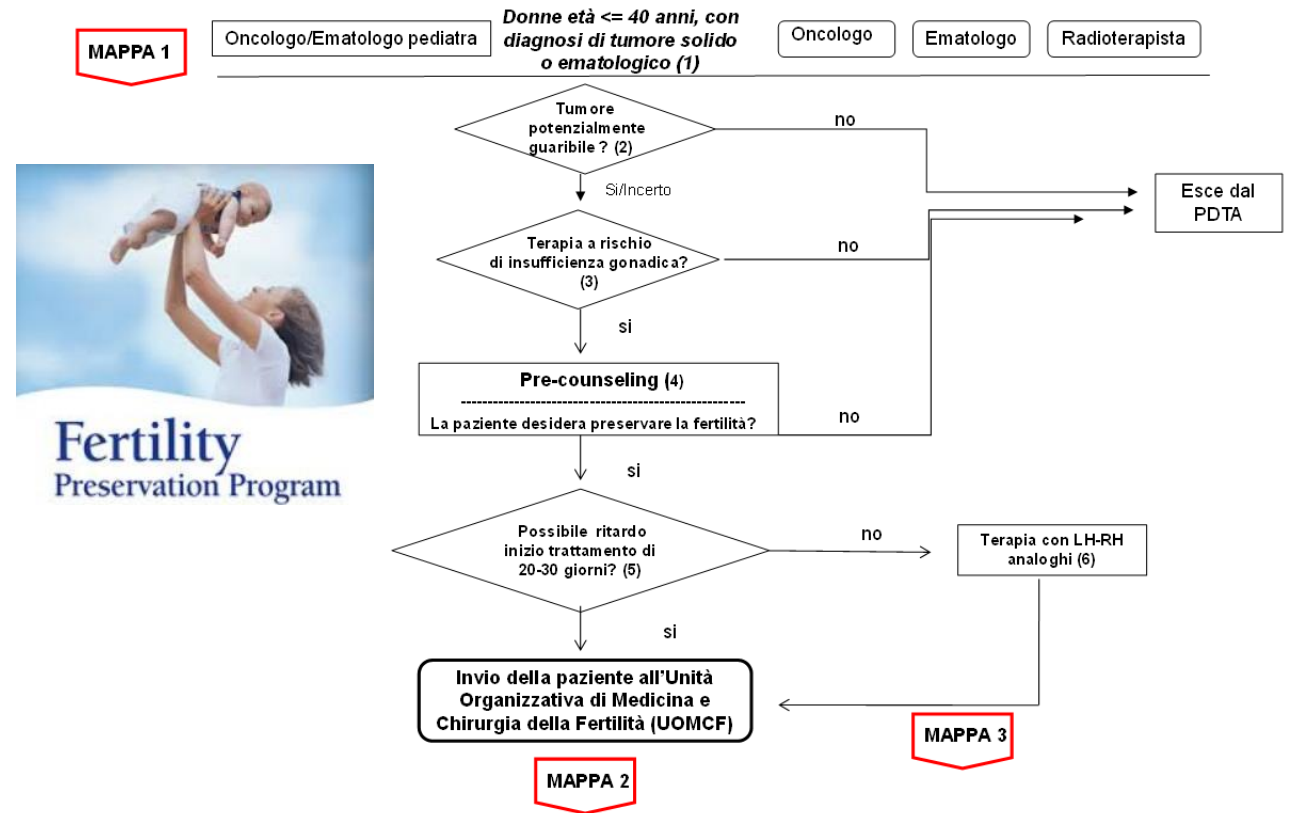 MAPPA 1
Oncologo/Ematologo pediatra
Donne età <= 40 anni, con
diagnosi di tumore solido
o ematologico (1)
Oncologo
Ematologo
Radioterapista
Tumore
potenzialmente
guaribile ? (2)
no
Si/Incerto
Esce dal
PDTA
Terapia a rischio
di insufficienza gonadica?
(3)
no
si
Pre-counseling (4)
------------------------------------------------------
La paziente desidera preservare la fertilità?
no
si
Fertility
Preservation Program
Possibile ritardo
inizio trattamento di
20-30 giorni? (5)
no
Terapia con LH-RH
analoghi (6)
si
Invio della paziente all'Unità
Organizzativa di Medicina e
Chirurgia della Fertilità (UOMCF)
MAPPA 3
MAPPA 2